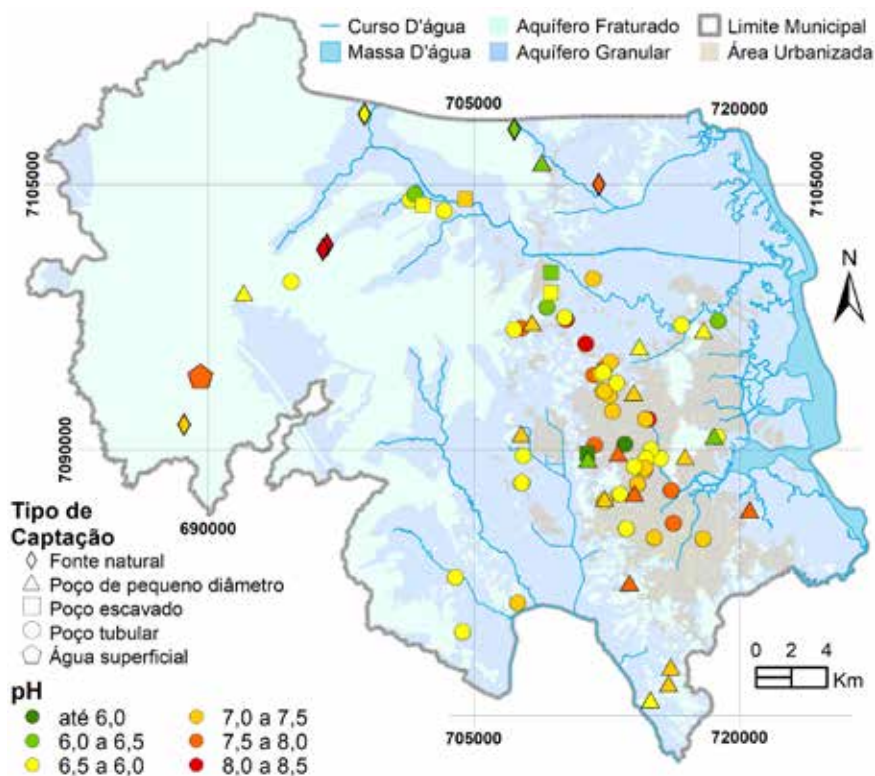 Curso D'água
Aquífero Fraturado
Limite Municipal
Massa D'água
Aquífero Granular
Área Urbanizada
705000
720000
7105000
7105000
N
7090000
7090000
690000
Tipo de
Captação
Fonte natural
Poço de pequeno diâmetro
Poço escavado
Poço tubular
Água superficial
0 2 4
Km
pH
até 6,0
7,0 a 7,5
6,0 a 6,5
7,5 a 8,0
6,5 a 6,0
8,0 a 8,5
705000
720000